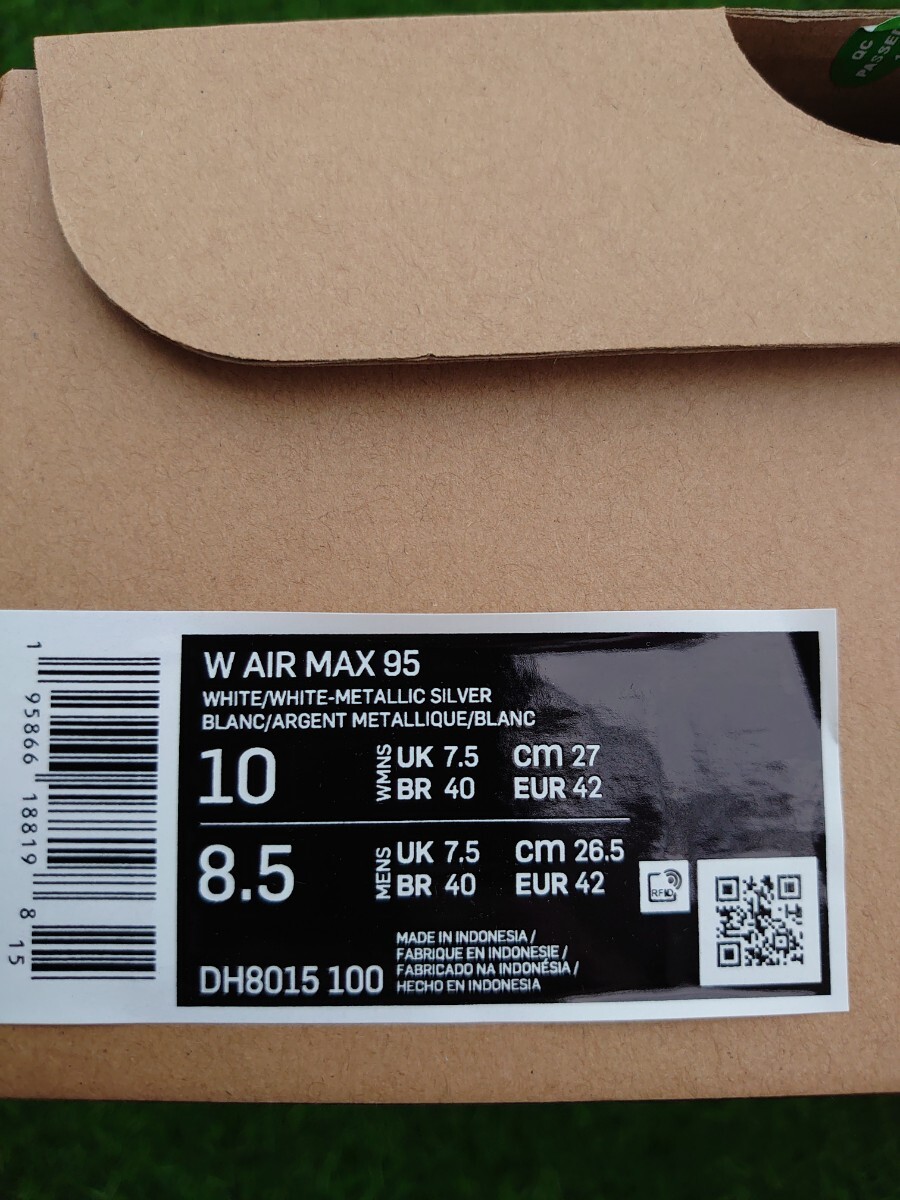 QC
PASSED
W AIR MAX 95
WHITE/WHITE-METALLIC SILVER
BLANC/ARGENT METALLIQUE/BLANC
10 WMNS UK 7.5 cm 27
BR 40 EUR 42
8.5 MENS UK 7.5 cm 26.5
BR 40 EUR 42
RFID
DH8015 100
MADE IN INDONESIA /
FABRIQUE EN INDONESIE /
FABRICADO NA INDONÉSIA /
HECHO EN INDONESIA
1 95866 18819 8 15